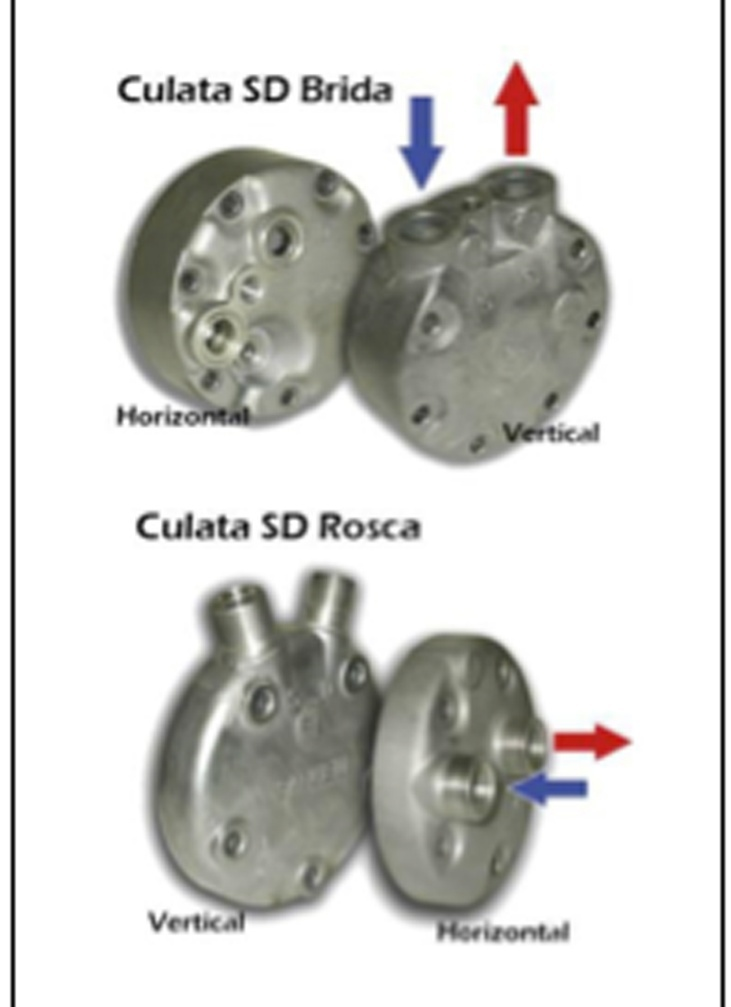 Culata SD Brida
Horizontal
Vertical
Culata SD Rosca
Vertical
Horizontal